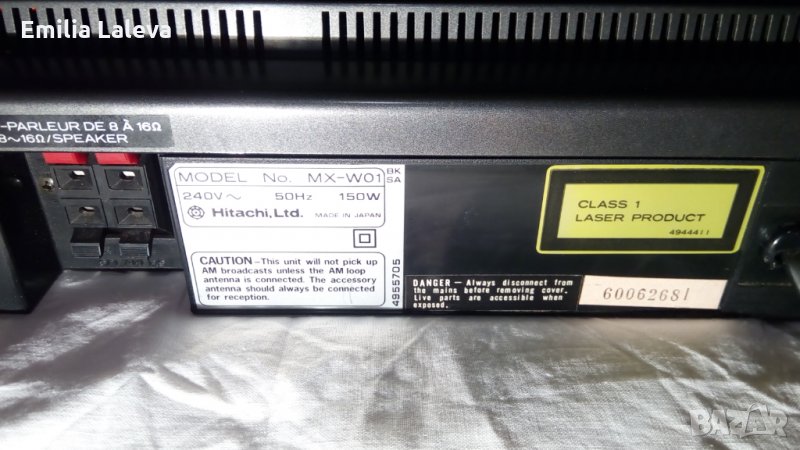 Emilia Laleva
-PARLEUR DE 8 À 16Ω
8~16Ω/SPEAKER
MODEL No. MX-W01 BK
SA
240V~ 50Hz 150W
Hitachi, Ltd. MADE IN JAPAN
CAUTION-This unit will not pick up
AM broadcasts unless the AM loop
antenna is connected. The accessory
antenna should always be connected
for reception.
4955705
DANGER — Always disconnect from
the mains before removing cover.
Live parts are accessible when
exposed.
CLASS 1
LASER PRODUCT
4944411
60062681
BAZAR